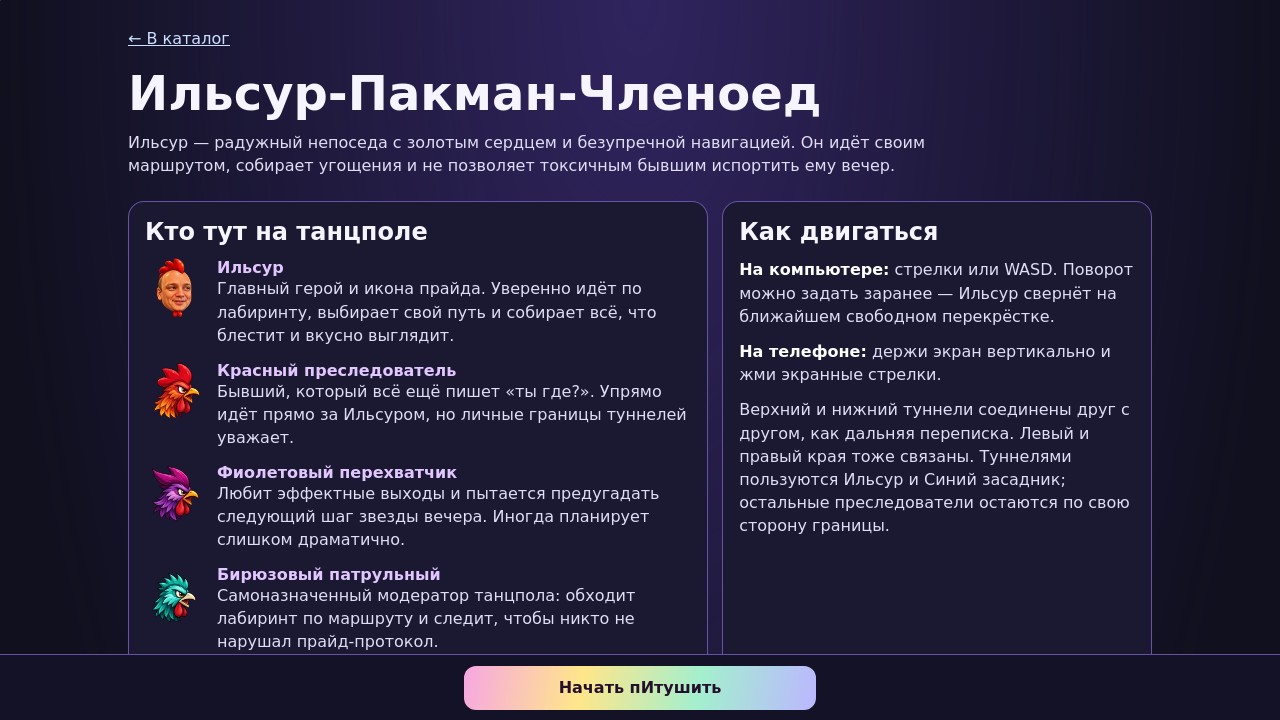 ← В каталог
Ильсур-Пакман-Членоед
Ильсур — радужный непоседа с золотым сердцем и безупречной навигацией. Он идёт своим
маршрутом, собирает угощения и не позволяет токсичным бывшим испортить ему вечер.
Кто тут на танцполе
Ильсур
Главный герой и икона прайда. Уверенно идёт по
лабиринту, выбирает свой путь и собирает всё, что
блестит и вкусно выглядит.
Красный преследователь
Бывший, который всё ещё пишет «ты где?». Упрямо
идёт прямо за Ильсуром, но личные границы туннелей
уважает.
Фиолетовый перехватчик
Любит эффектные выходы и пытается предугадать
следующий шаг звезды вечера. Иногда планирует
слишком драматично.
Бирюзовый патрульный
Самоназначенный модератор танцпола: обходит
лабиринт по маршруту и следит, чтобы никто не
нарушал прайд-протокол.
Как двигаться
На компьютере: стрелки или WASD. Поворот
можно задать заранее — Ильсур свернёт на
ближайшем свободном перекрёстке.
На телефоне: держи экран вертикально и
жми экранные стрелки.
Верхний и нижний туннели соединены друг с
другом, как дальняя переписка. Левый и
правый края тоже связаны. Туннелями
пользуются Ильсур и Синий засадник;
остальные преследователи остаются по свою
сторону границы.
Начать пИтушить